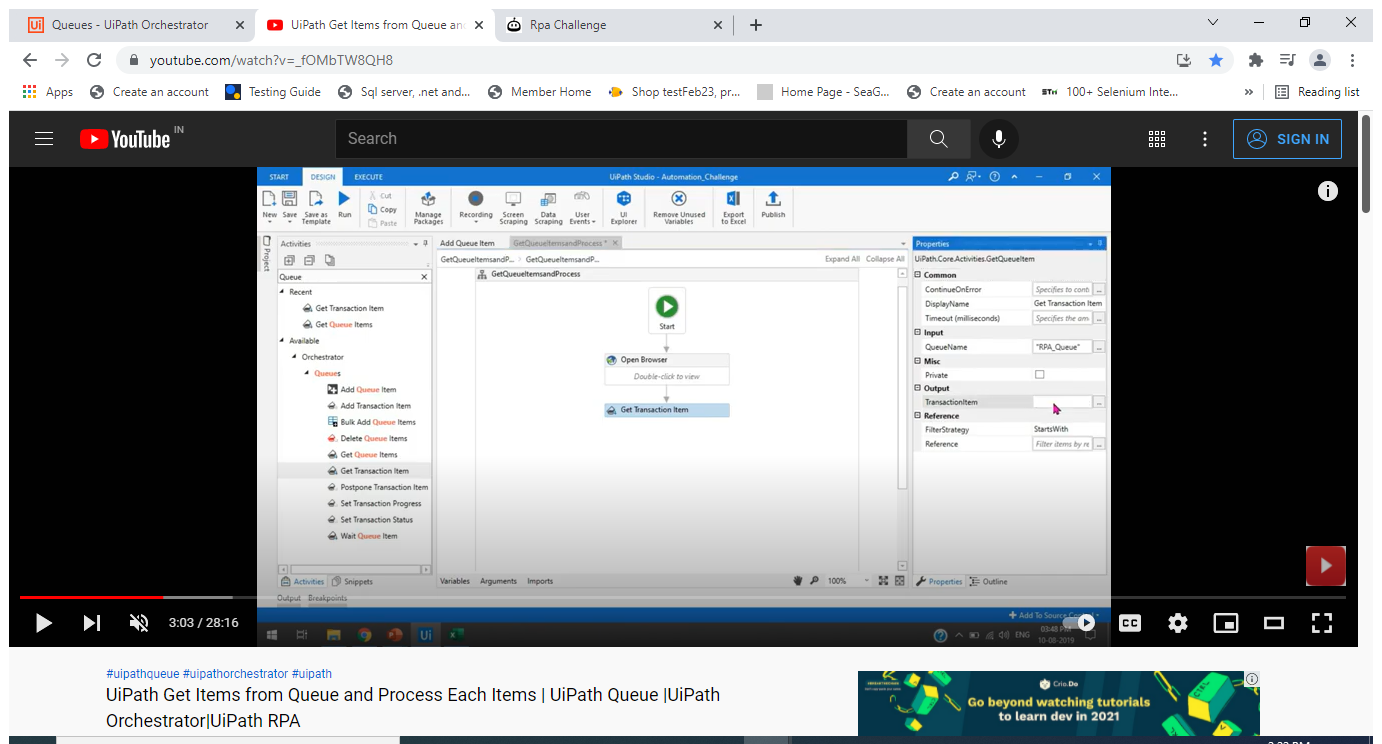 Queues - UiPath Orchestrator
UiPath Get Items from Queue an
Rpa Challenge
youtube.com/watch?v=_fOMbTW8QH8
Apps
Create an account
Testing Guide
Sql server, .net and...
Member Home
Shop testFeb23, pr...
Home Page - SeaG...
Create an account
100+ Selenium Inte...
»
Reading list
YouTube IN
Search
SIGN IN
START DESIGN EXECUTE
UiPath Studio - Automation_Challenge
New
Save
Save as Template
Run
Cut
Copy
Paste
Manage Packages
Recording
Screen Scraping
Data Scraping
User Events
UI Explorer
Remove Unused Variables
Export to Excel
Publish
Project
Activities
Queue
Recent
Get Transaction Item
Get Queue Items
Available
Orchestrator
Queues
Add Queue Item
Add Transaction Item
Bulk Add Queue Items
Delete Queue Items
Get Queue Items
Get Transaction Item
Postpone Transaction Item
Set Transaction Progress
Set Transaction Status
Wait Queue Item
Activities Snippets
Output Breakpoints
Add Queue Item GetQueueItemsandProcess *
GetQueueItemsandP... > GetQueueItemsandP...
Expand All Collapse All
GetQueueItemsandProcess
Start
Open Browser
Double-click to view
Get Transaction Item
Variables Arguments Imports
100%
Properties
UiPath.Core.Activities.GetQueueItem
Common
ContinueOnError Specifies to conti ...
DisplayName Get Transaction Item
Timeout (milliseconds) Specifies the am ...
Input
QueueName "RPA_Queue" ...
Misc
Private
Output
TransactionItem ...
Reference
FilterStrategy StartsWith
Reference Filter items by re ...
Properties Outline
Add To Source Control
Ui
ENG
03:48 PM
10-08-2019
3:03 / 28:16
CC
#uipathqueue #uipathorchestrator #uipath
UiPath Get Items from Queue and Process Each Items | UiPath Queue |UiPath
Orchestrator|UiPath RPA
Crio.Do
Go beyond watching tutorials
to learn dev in 2021